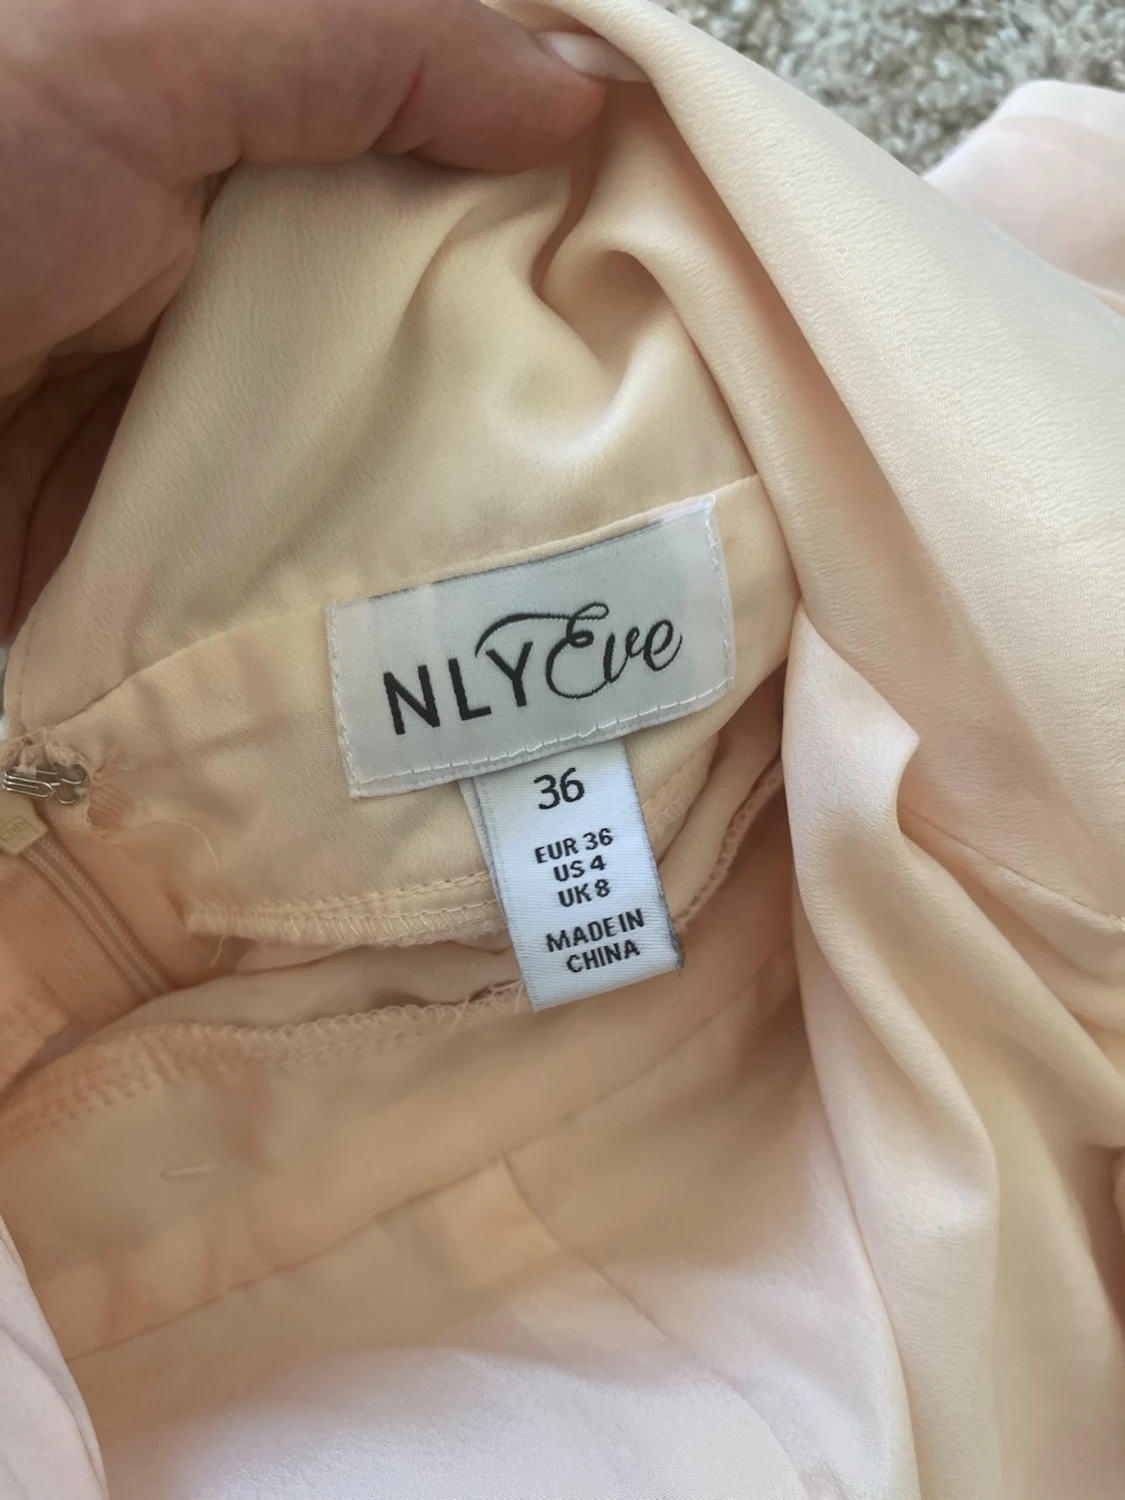 NLY Eve
36
EUR 36
US 4
UK 8
MADE IN
CHINA